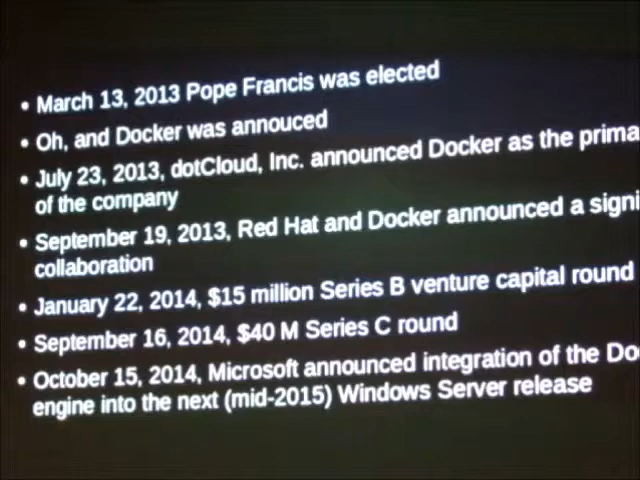 • March 13, 2013 Pope Francis was elected
• Oh, and Docker was annouced
• July 23, 2013, dotCloud, Inc. announced Docker as the prima
of the company
• September 19, 2013, Red Hat and Docker announced a signi
collaboration
• January 22, 2014, $15 million Series B venture capital round
• September 16, 2014, $40 M Series C round
• October 15, 2014, Microsoft announced integration of the Do
engine into the next (mid-2015) Windows Server release